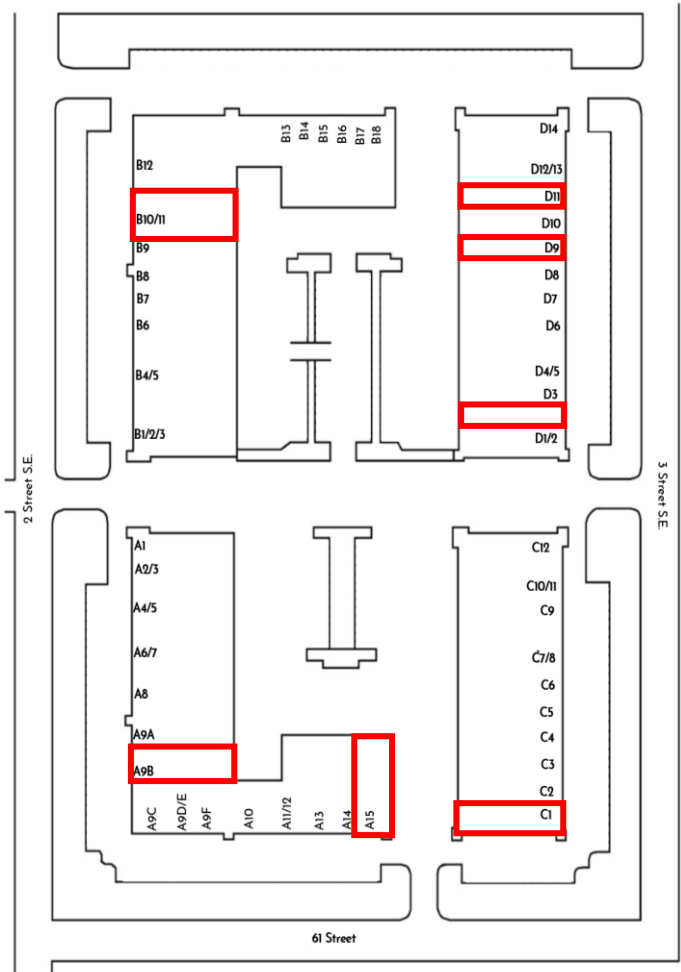 B13
B14
B15
B16
B17
B18
B12
B10/11
B9
B8
B7
B6
B4/5
B1/2/3
D14
D12/13
D11
D10
D9
D8
D7
D6
D4/5
D3
D1/2
2 Street S.E.
3 Street S.E.
A1
A2/3
A4/5
A6/7
A8
A9A
A9B
A9C
A9D/E
A9F
A10
A11/12
A13
A14
A15
C12
C10/11
C9
C7/8
C6
C5
C4
C3
C2
C1
61 Street